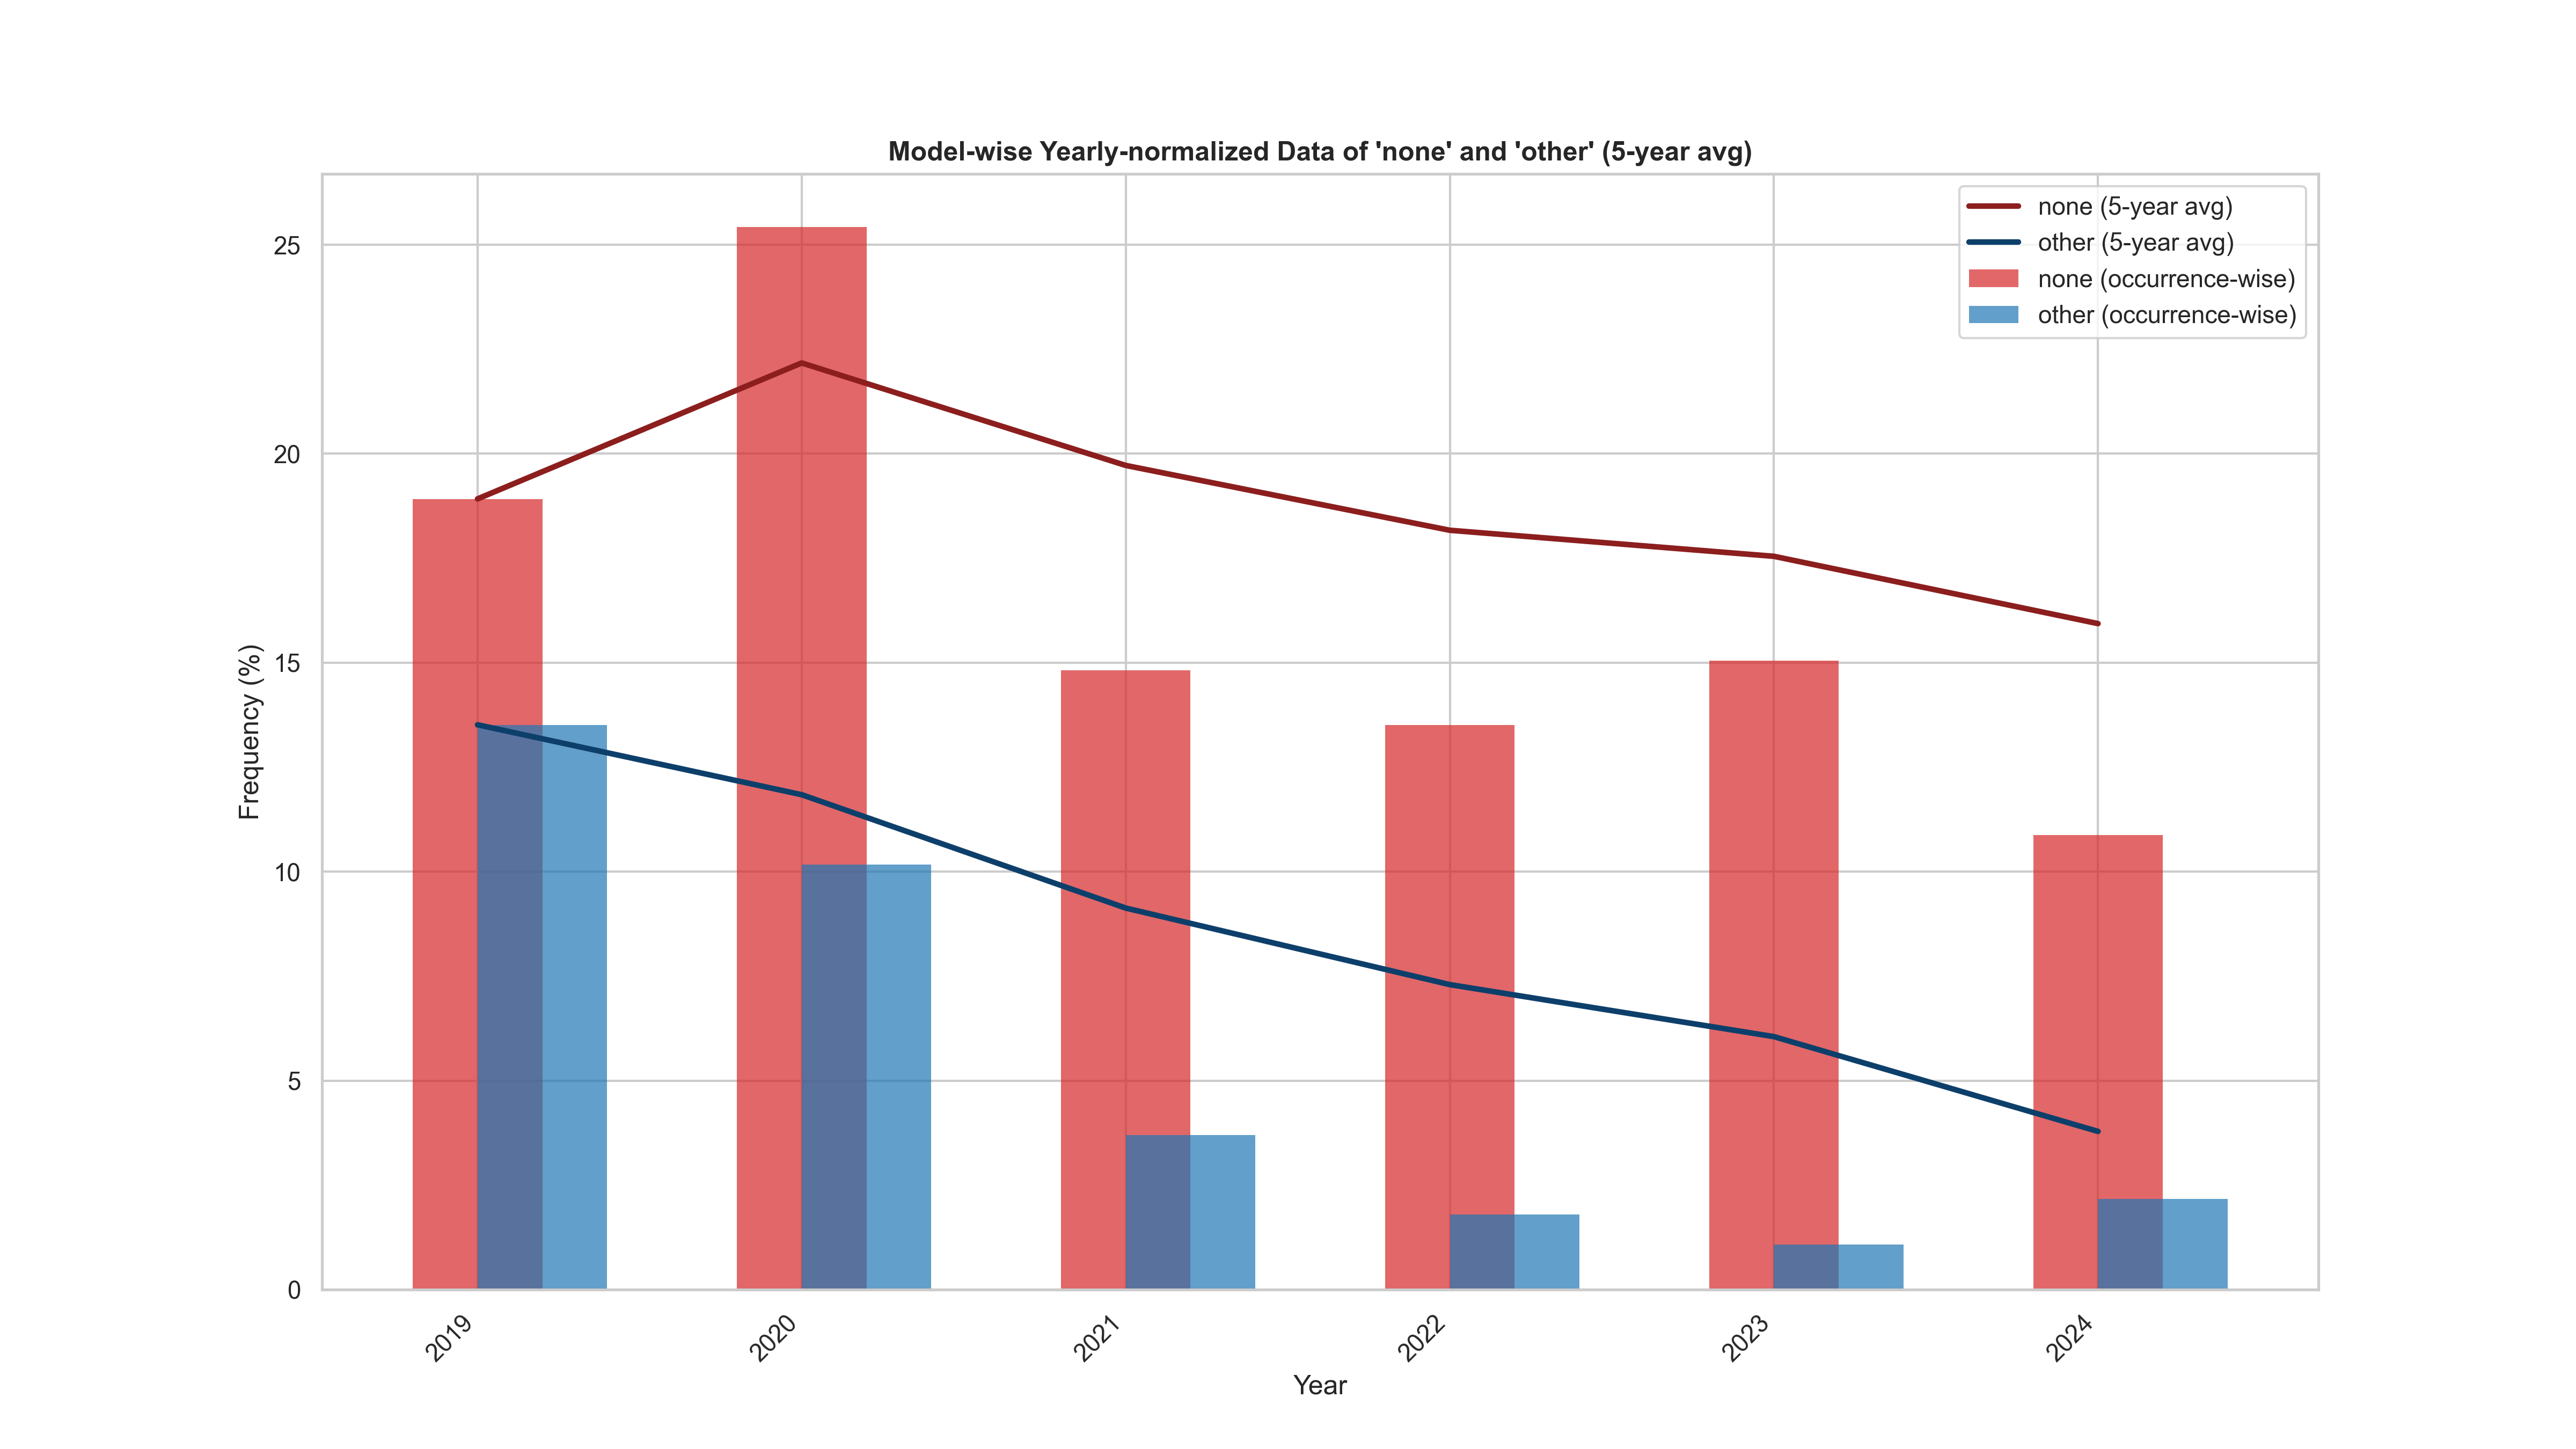 Model-wise Yearly-normalized Data of 'none' and 'other' (5-year avg)
none (5-year avg)
other (5-year avg)
none (occurrence-wise)
other (occurrence-wise)
Frequency (%)
25
20
15
10
5
0
2019
2020
2021
2022
2023
2024
Year